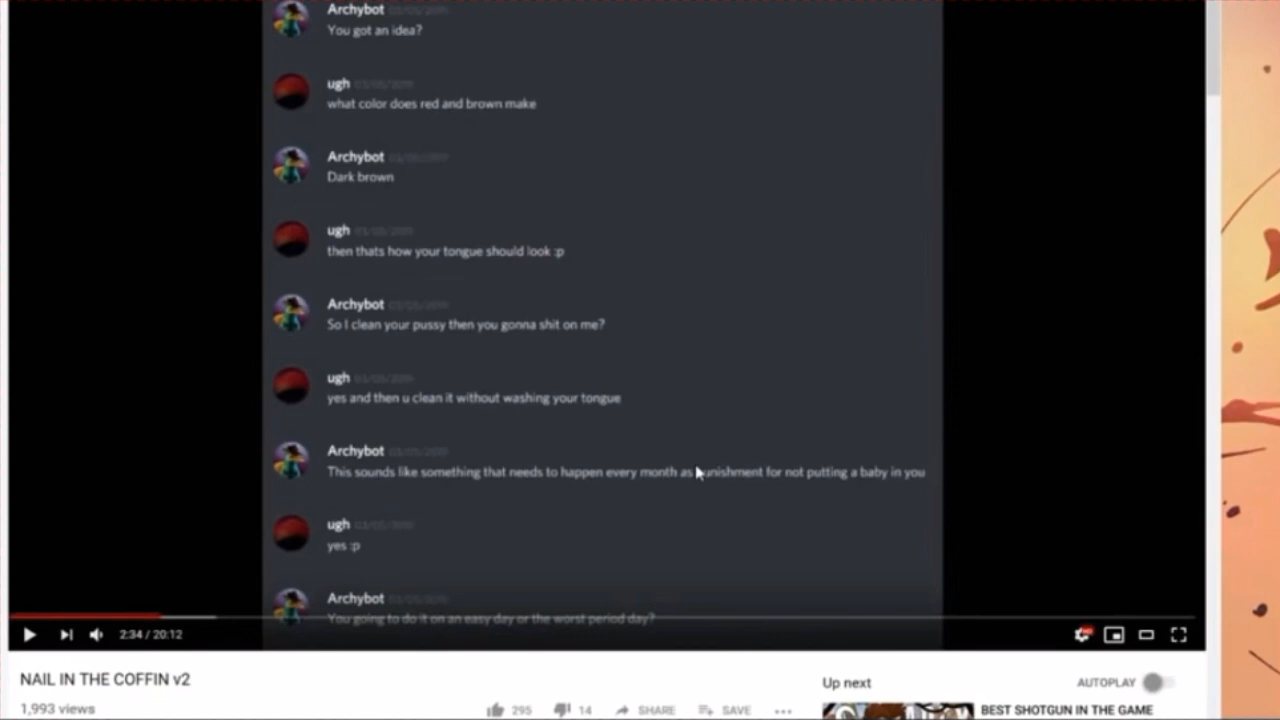 Archybot
You got an idea?
ugh
what color does red and brown make
Archybot
Dark brown
ugh
then thats how your tongue should look :p
Archybot
So I clean your pussy then you gonna shit on me?
ugh
yes and then u clean it without washing your tongue
Archybot
This sounds like something that needs to happen every month as punishment for not putting a baby in you
ugh
yes :p
Archybot
You going to do it on an easy day or the worst period day?
2:34 / 20:12
NAIL IN THE COFFIN v2
1,993 views
295
14
SHARE
SAVE
Up next
AUTOPLAY
BEST SHOTGUN IN THE GAME